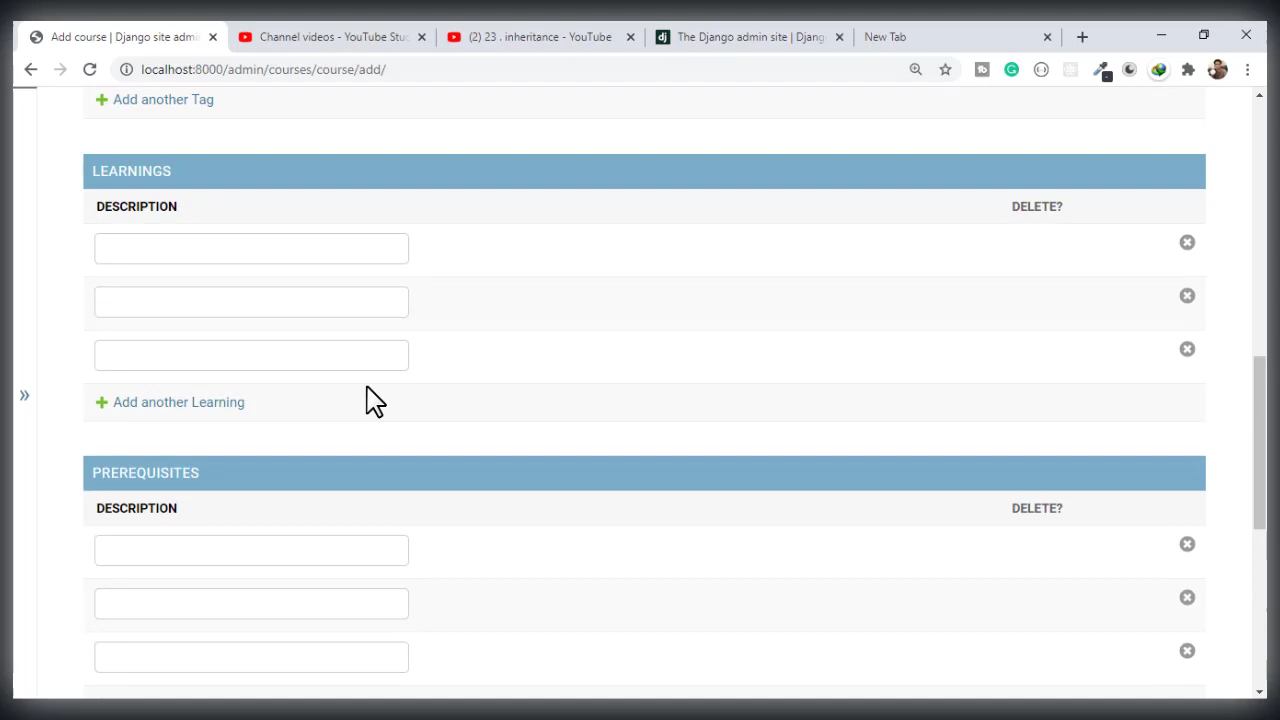 Add course | Django site admi
Channel videos - YouTube Stu
(2) 23 . inheritance - YouTube
The Django admin site | Djang
New Tab
localhost:8000/admin/courses/course/add/
Add another Tag
LEARNINGS
DESCRIPTION
DELETE?
Add another Learning
PREREQUISITES
DESCRIPTION
DELETE?